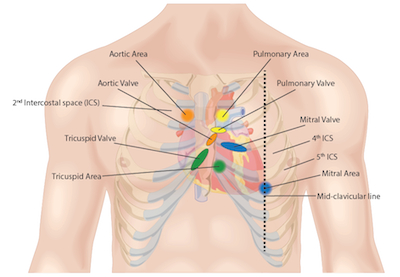 Aortic Area
Pulmonary Area
Aortic Valve
Pulmonary Valve
2nd Intercostal space (ICS)
Mitral Valve
Tricuspid Valve
4th ICS
5th ICS
Tricuspid Area
Mitral Area
Mid-clavicular line